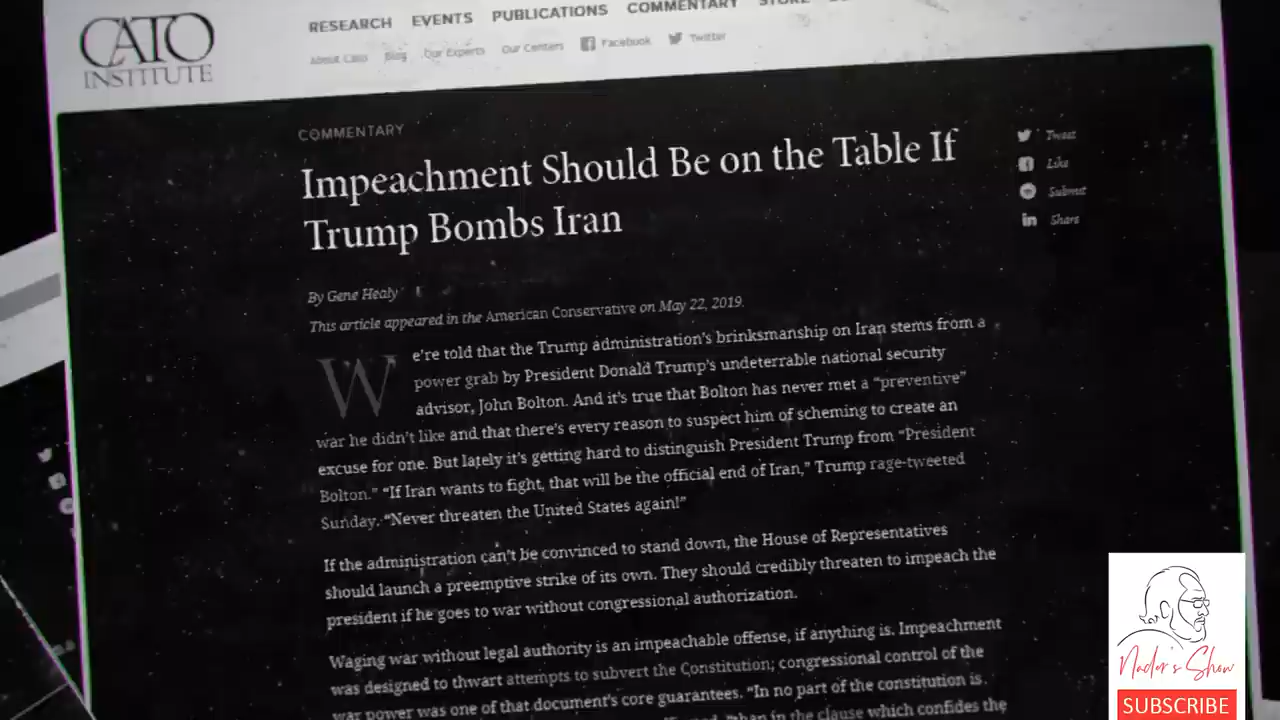 CATO
INSTITUTE
RESEARCH EVENTS PUBLICATIONS COMMENTARY
About Cato Blog Our Experts Our Centers Facebook Twitter
COMMENTARY
Impeachment Should Be on the Table If
Trump Bombs Iran
Tweet
Like
Submit
Share
By Gene Healy
This article appeared in the American Conservative on May 22, 2019.
We're told that the Trump administration's brinksmanship on Iran stems from a
power grab by President Donald Trump's undeterrable national security
advisor, John Bolton. And it's true that Bolton has never met a “preventive”
war he didn't like and that there's every reason to suspect him of scheming to create an
excuse for one. But lately it's getting hard to distinguish President Trump from “President
Bolton.” “If Iran wants to fight, that will be the official end of Iran,” Trump rage-tweeted
Sunday. “Never threaten the United States again!”
If the administration can't be convinced to stand down, the House of Representatives
should launch a preemptive strike of its own. They should credibly threaten to impeach the
president if he goes to war without congressional authorization.
Waging war without legal authority is an impeachable offense, if anything is. Impeachment
was designed to thwart attempts to subvert the Constitution; congressional control of the
war power was one of that document's core guarantees. “In no part of the constitution is
“than in the clause which confides the
Nader's Show
SUBSCRIBE